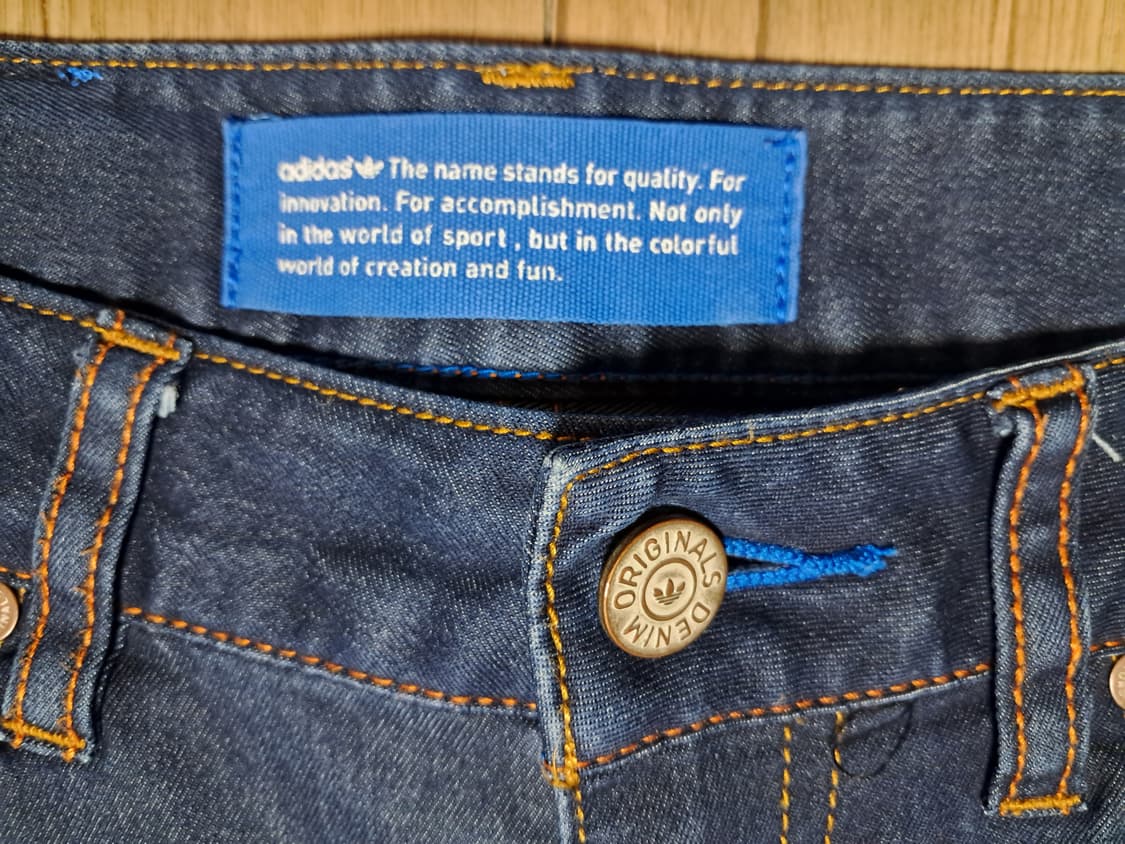 adidas The name stands for quality. For
innovation. For accomplishment. Not only
in the world of sport, but in the colorful
world of creation and fun.
ORIGINALS
DENIM